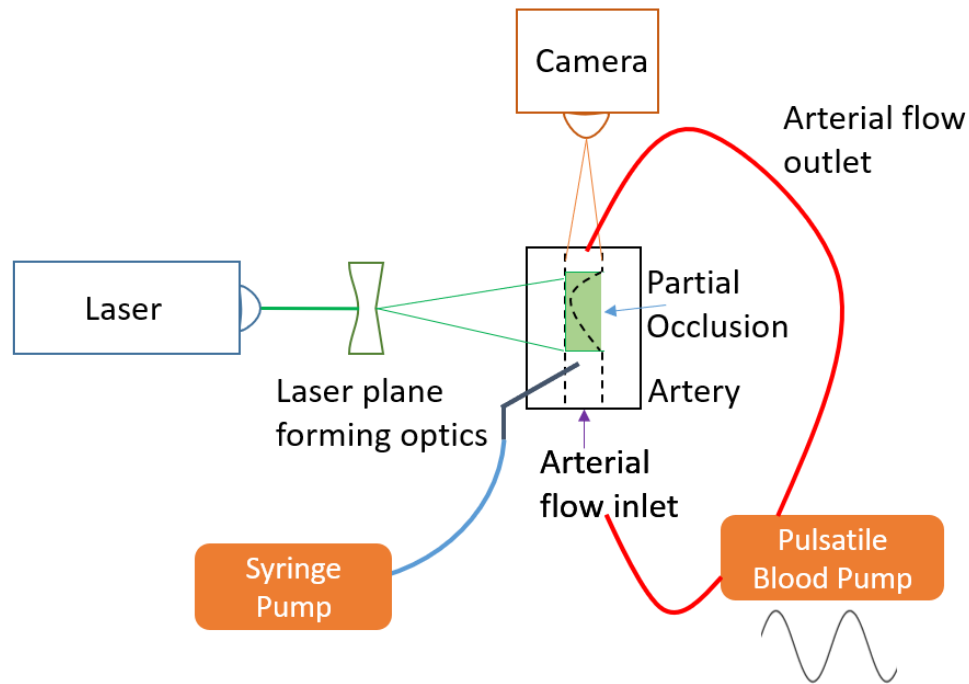 Camera
Arterial flow
outlet
Laser
Partial
Occlusion
Laser plane
forming optics
Artery
Arterial
flow inlet
Syringe
Pump
Pulsatile
Blood Pump